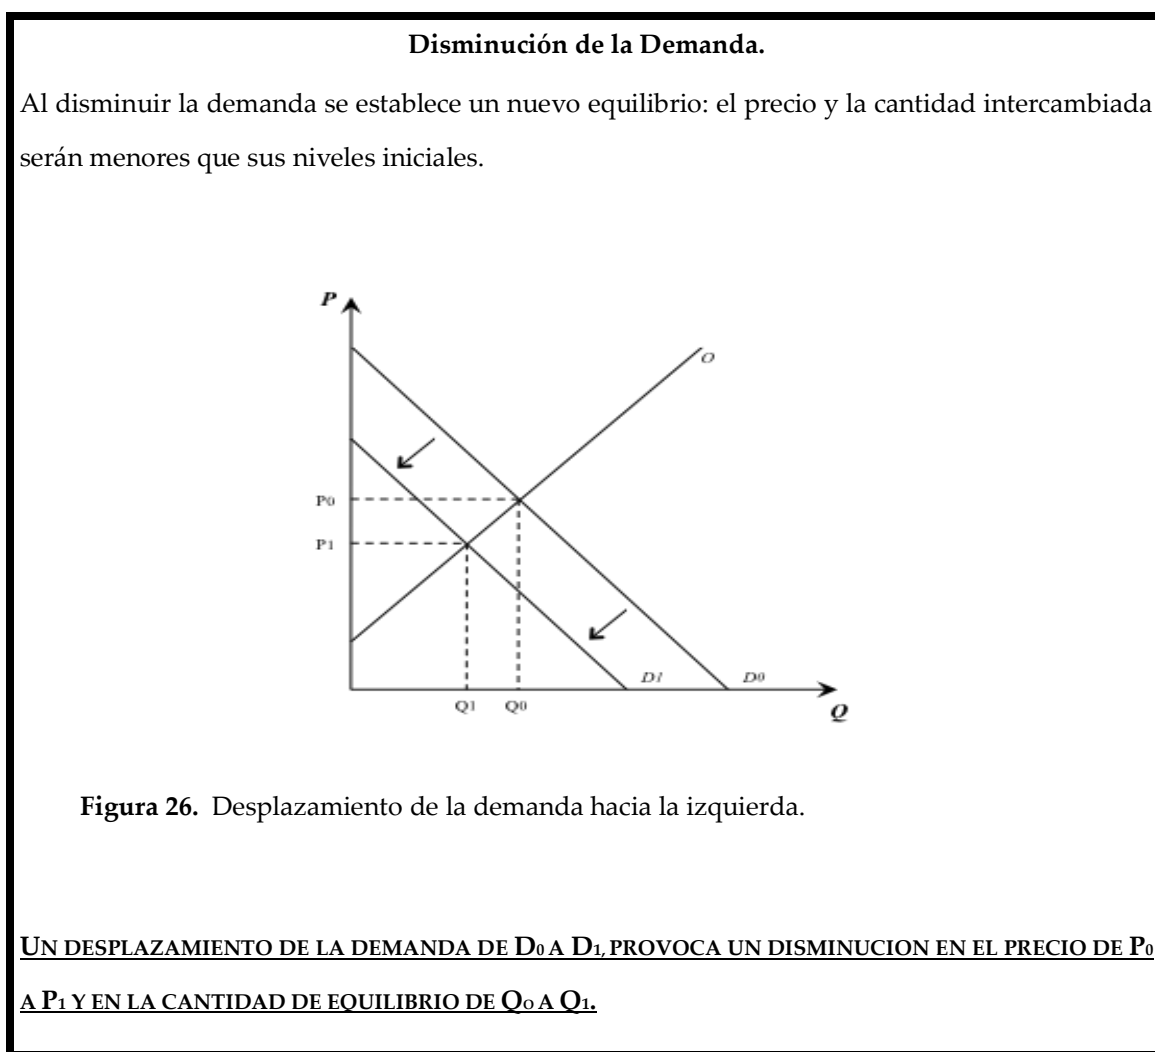 Disminución de la Demanda.
Al disminuir la demanda se establece un nuevo equilibrio: el precio y la cantidad intercambiada
serán menores que sus niveles iniciales.
P
O
P0
P1
D1
D0
Q1
Q0
Q
Figura 26. Desplazamiento de la demanda hacia la izquierda.
UN DESPLAZAMIENTO DE LA DEMANDA DE D0 A D1, PROVOCA UN DISMINUCION EN EL PRECIO DE P0
A P1 Y EN LA CANTIDAD DE EQUILIBRIO DE QO A Q1.